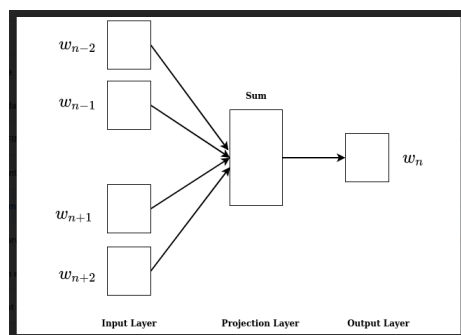 w_{n-2}
w_{n-1}
Sum
w_n
w_{n+1}
w_{n+2}
Input Layer Projection Layer Output Layer